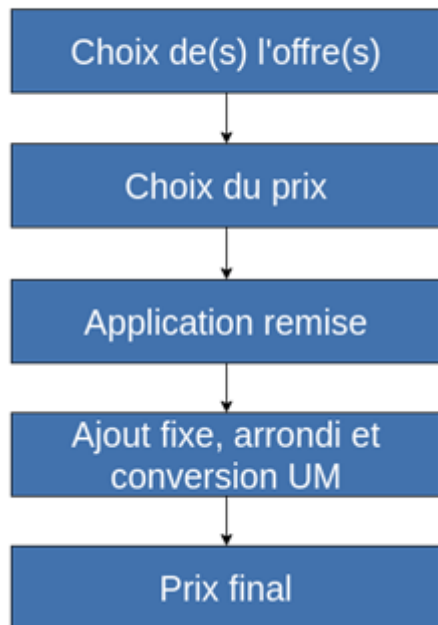 Choix de(s) l'offre(s)
Choix du prix
Application remise
Ajout fixe, arrondi et
conversion UM
Prix final